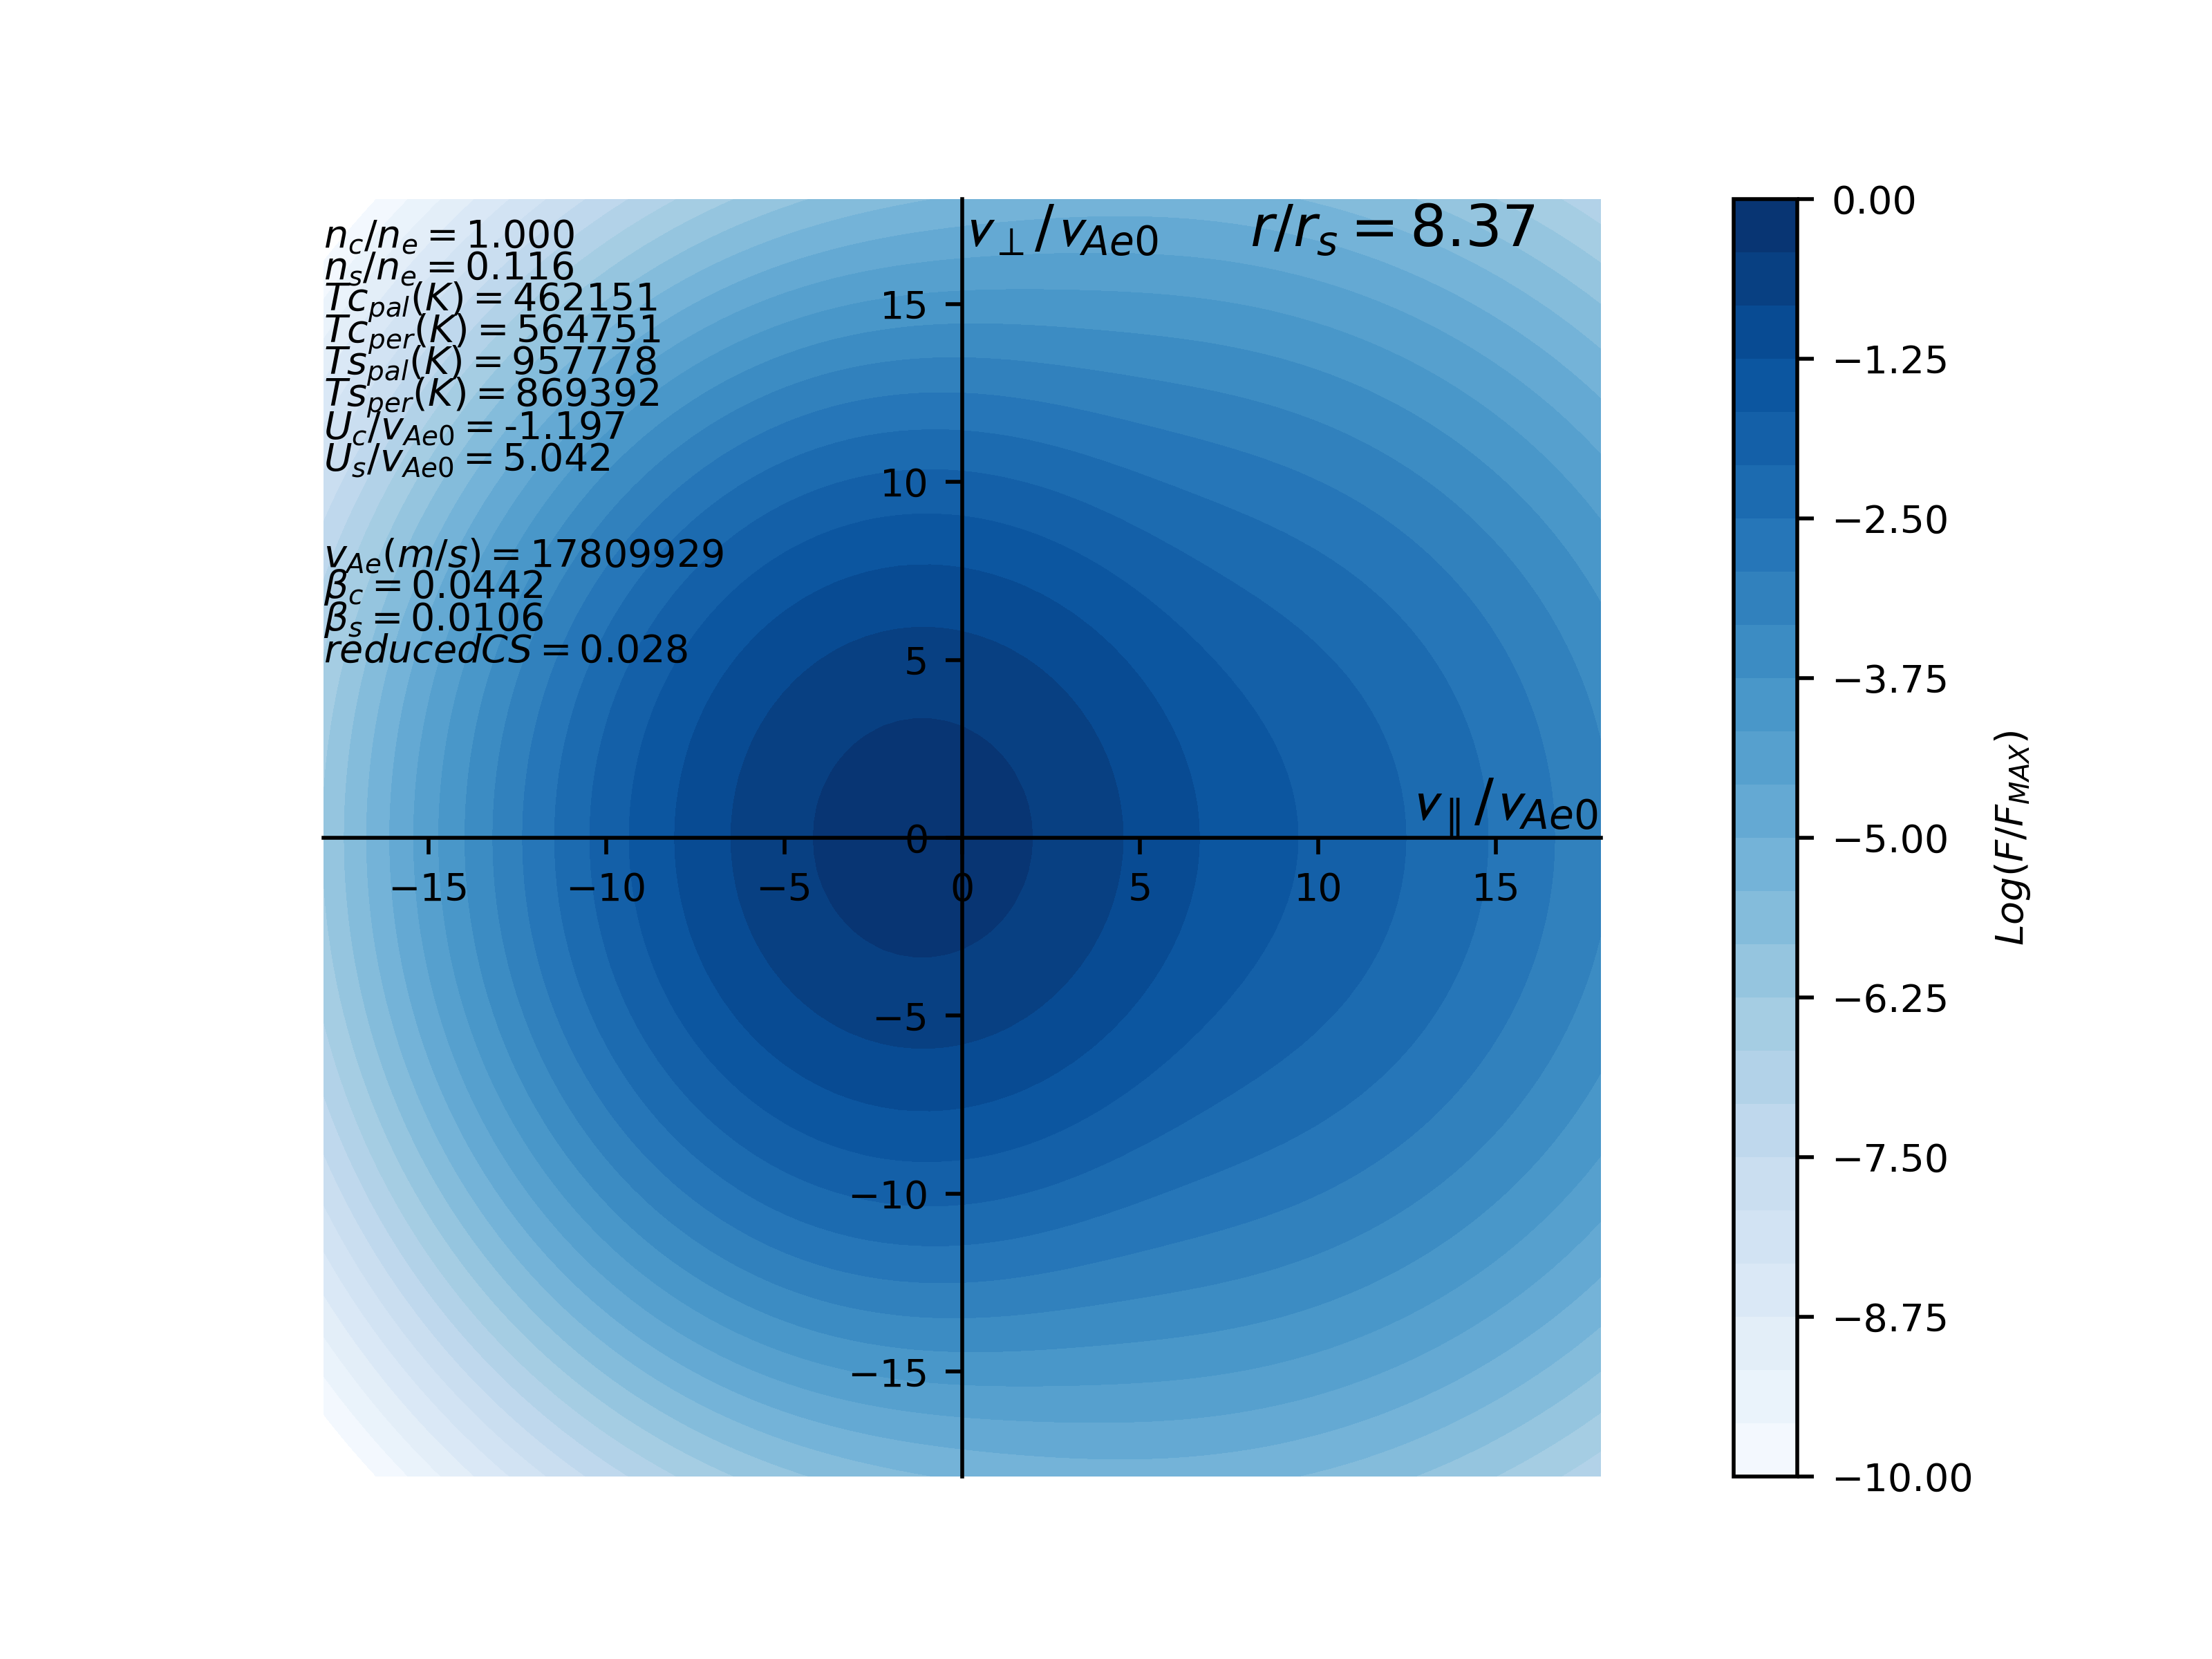 n_c/n_e = 1.000
n_s/n_e = 0.116
Tc_pal(K) = 462151
Tc_per(K) = 564751
Ts_pal(K) = 957778
Ts_per(K) = 869392
U_c/v_Ae0 = -1.197
U_s/v_Ae0 = 5.042
v_Ae(m/s) = 17809929
β_c = 0.0442
β_s = 0.0106
reducedCS = 0.028
v_⊥/v_Ae0
r/r_s = 8.37
15
10
5
0
−5
−10
−15
v_∥/v_Ae0
−15 −10 −5 0 5 10 15
0.00
−1.25
−2.50
−3.75
−5.00
−6.25
−7.50
−8.75
−10.00
Log(F/F_MAX)